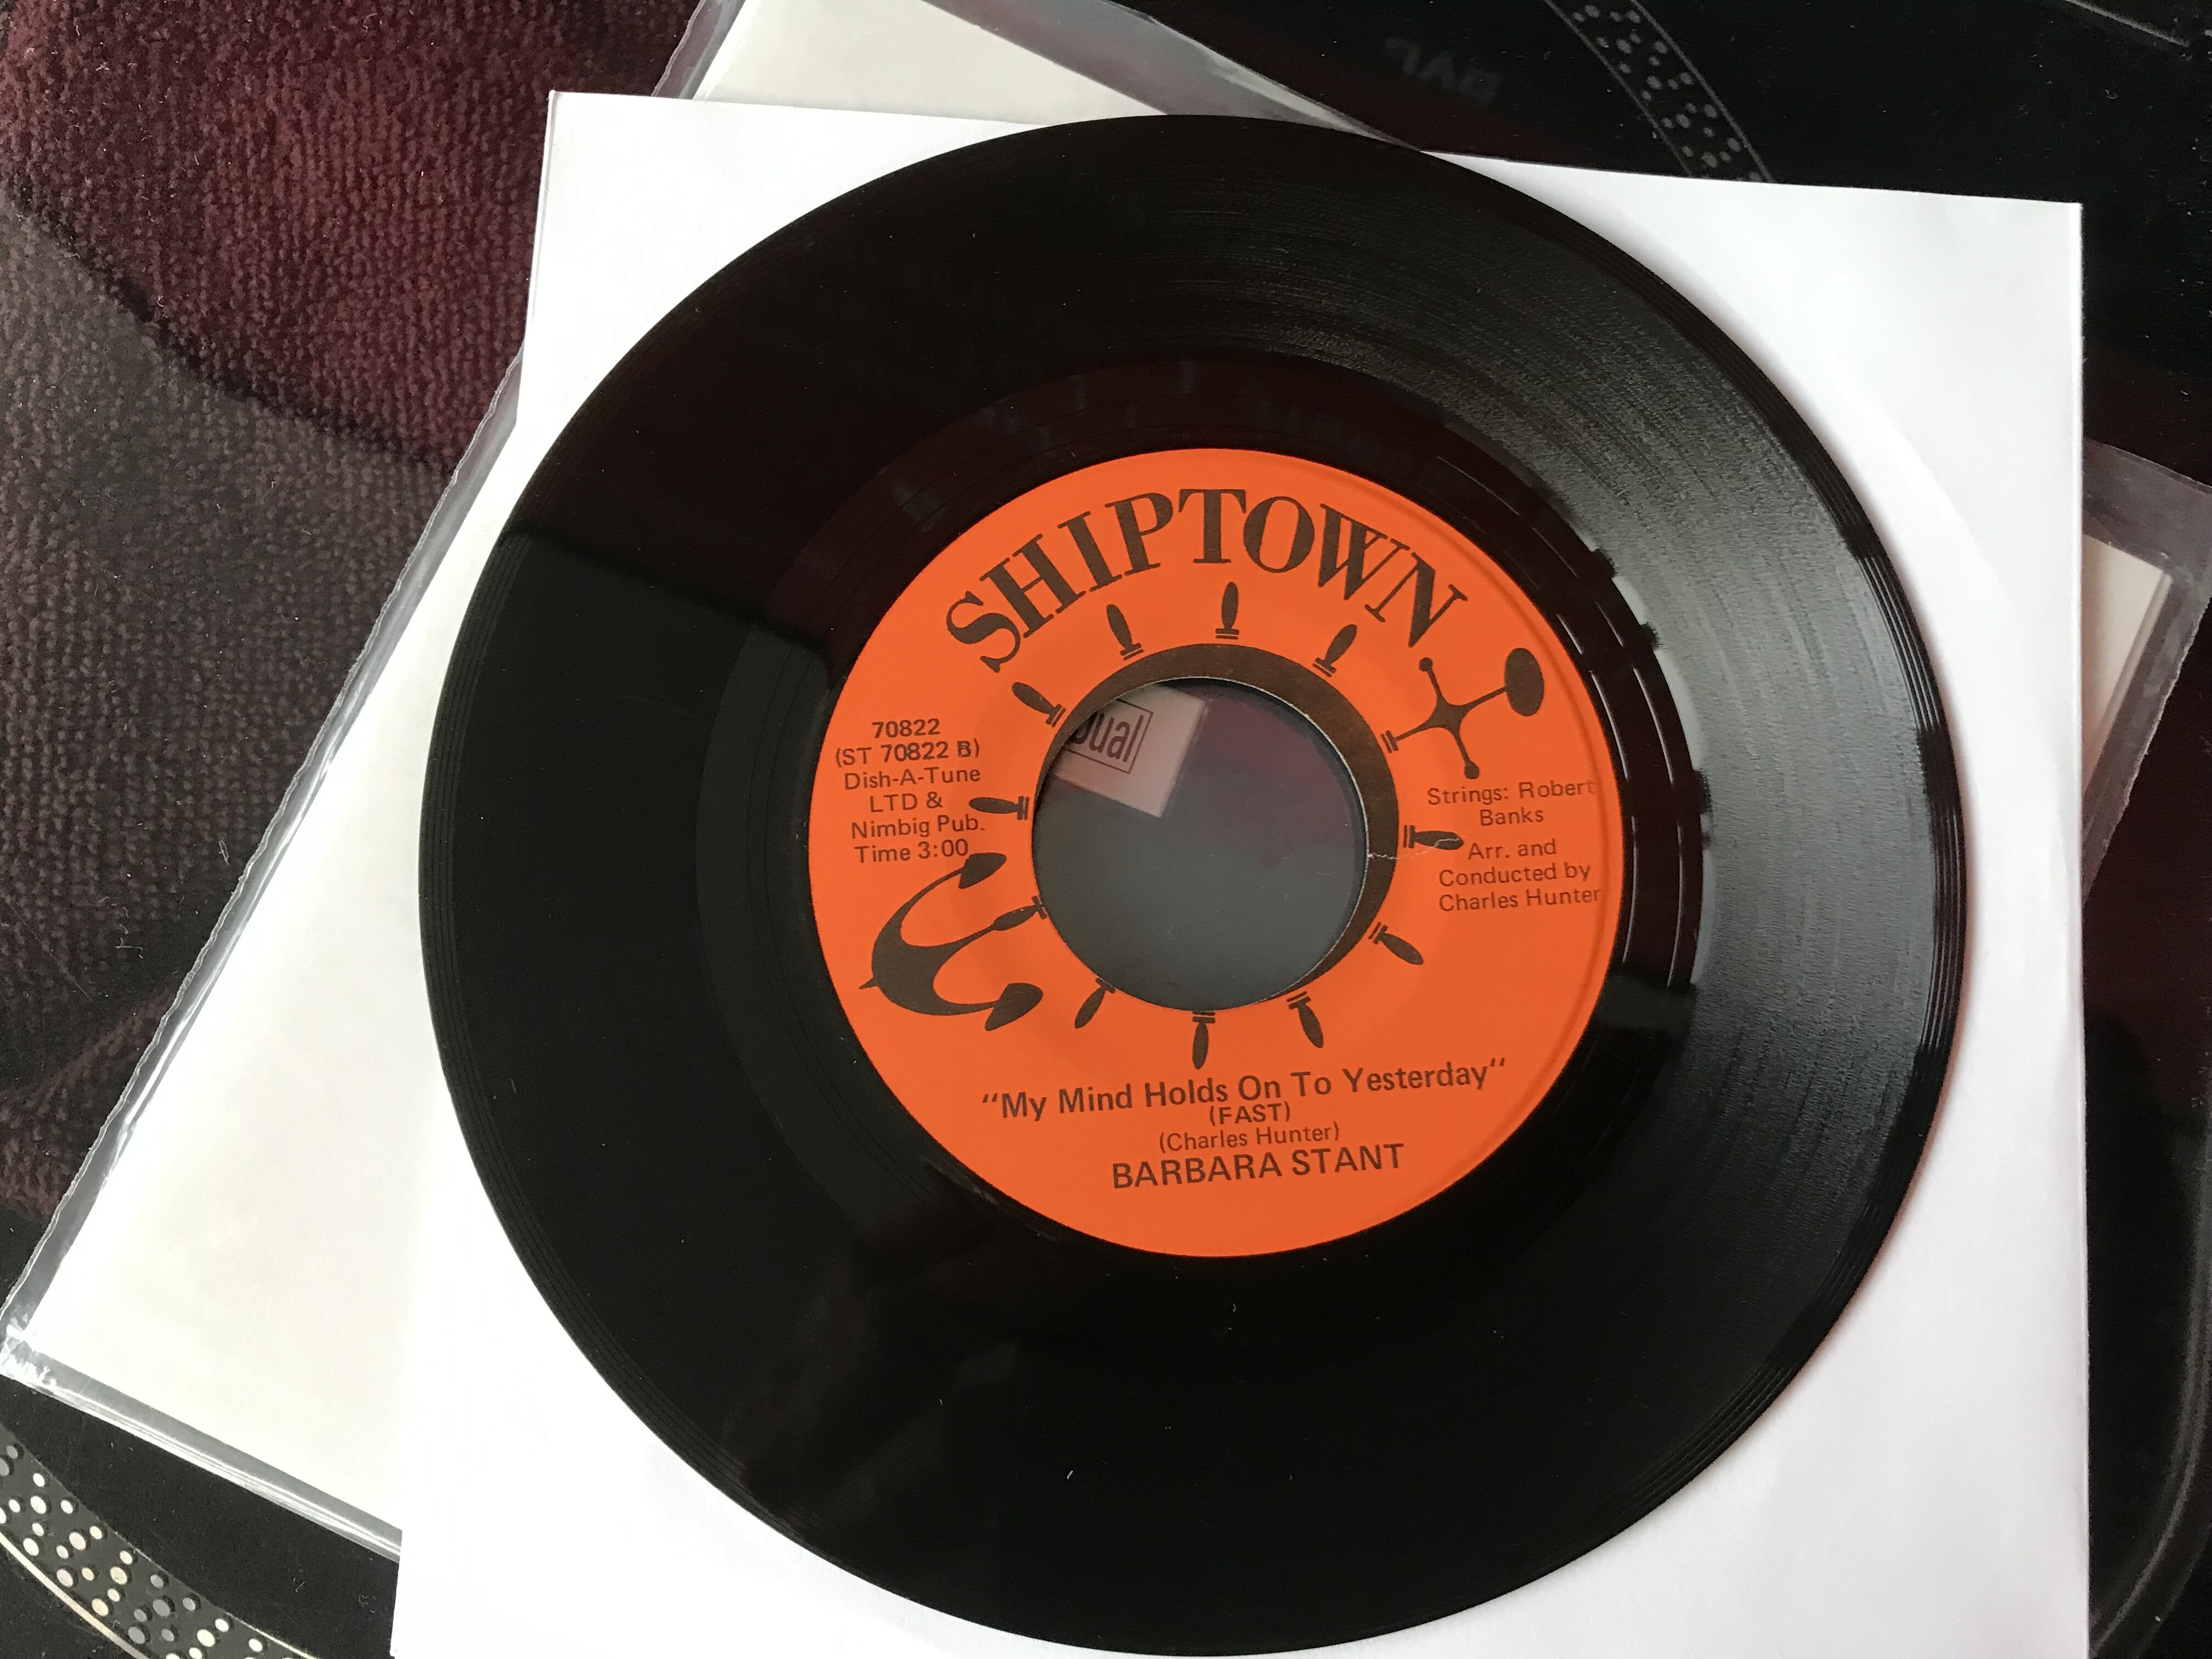 SHIPTOWN
70822
(ST 70822 B)
Dish-A-Tune
LTD &
Nimbig Pub.
Time 3:00
Strings: Robert
Banks
Arr. and
Conducted by
Charles Hunter
"My Mind Holds On To Yesterday"
(FAST)
(Charles Hunter)
BARBARA STANT